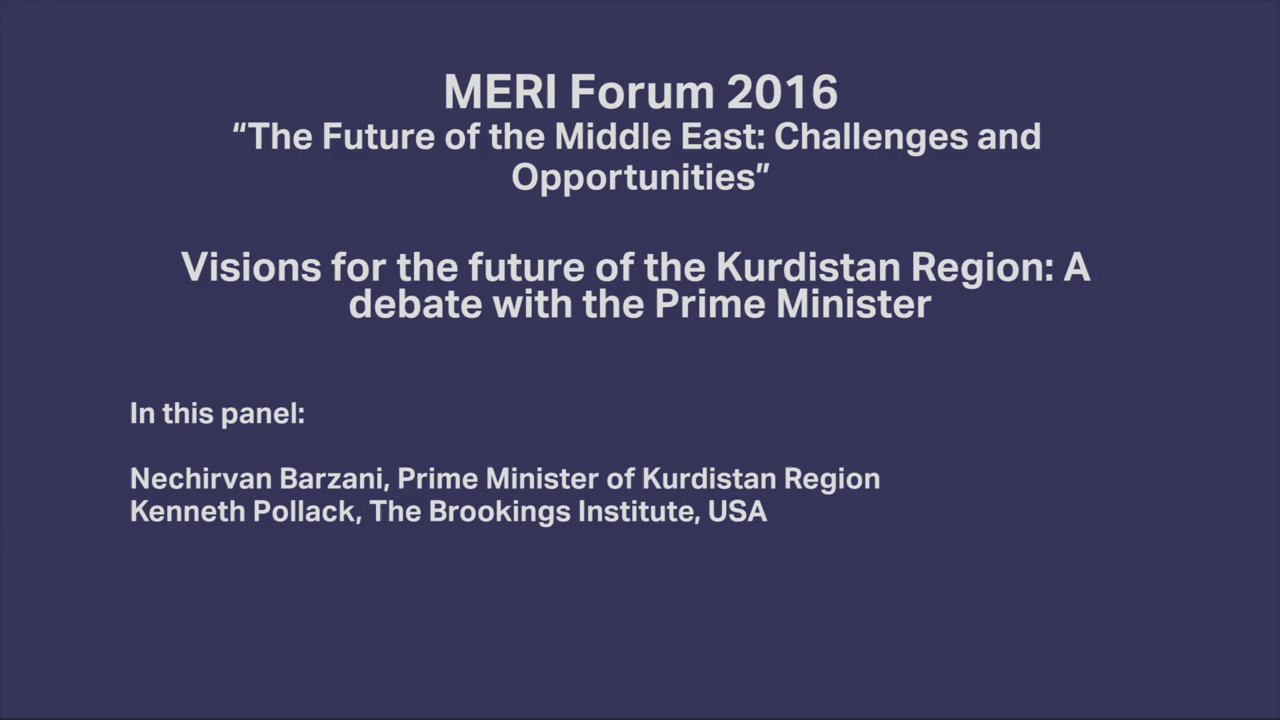 MERI Forum 2016
“The Future of the Middle East: Challenges and
Opportunities”
Visions for the future of the Kurdistan Region: A
debate with the Prime Minister
In this panel:
Nechirvan Barzani, Prime Minister of Kurdistan Region
Kenneth Pollack, The Brookings Institute, USA